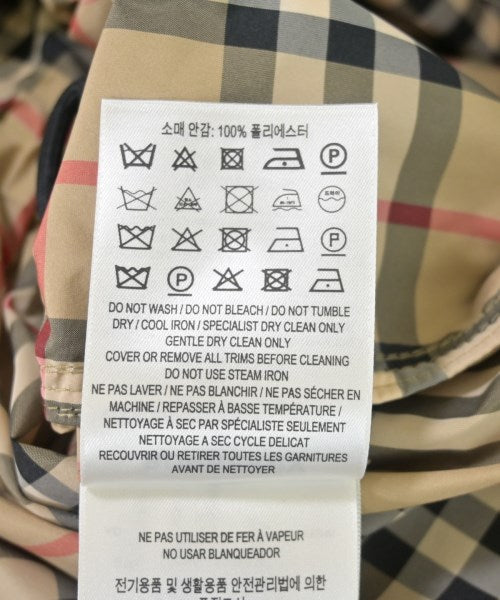 소매 안감: 100% 폴리에스터
P
드라이
P
P
DO NOT WASH / DO NOT BLEACH / DO NOT TUMBLE
DRY / COOL IRON / SPECIALIST DRY CLEAN ONLY
GENTLE DRY CLEAN ONLY
COVER OR REMOVE ALL TRIMS BEFORE CLEANING
DO NOT USE STEAM IRON
NE PAS LAVER / NE PAS BLANCHIR / NE PAS SÉCHER EN
MACHINE / REPASSER À BASSE TEMPÉRATURE /
NETTOYAGE À SEC PAR SPÉCIALISTE SEULEMENT
NETTOYAGE A SEC CYCLE DELICAT
RECOUVRIR OU RETIRER TOUTES LES GARNITURES
AVANT DE NETTOYER
NE PAS UTILISER DE FER À VAPEUR
NO USAR BLANQUEADOR
전기용품 및 생활용품 안전관리법에 의한